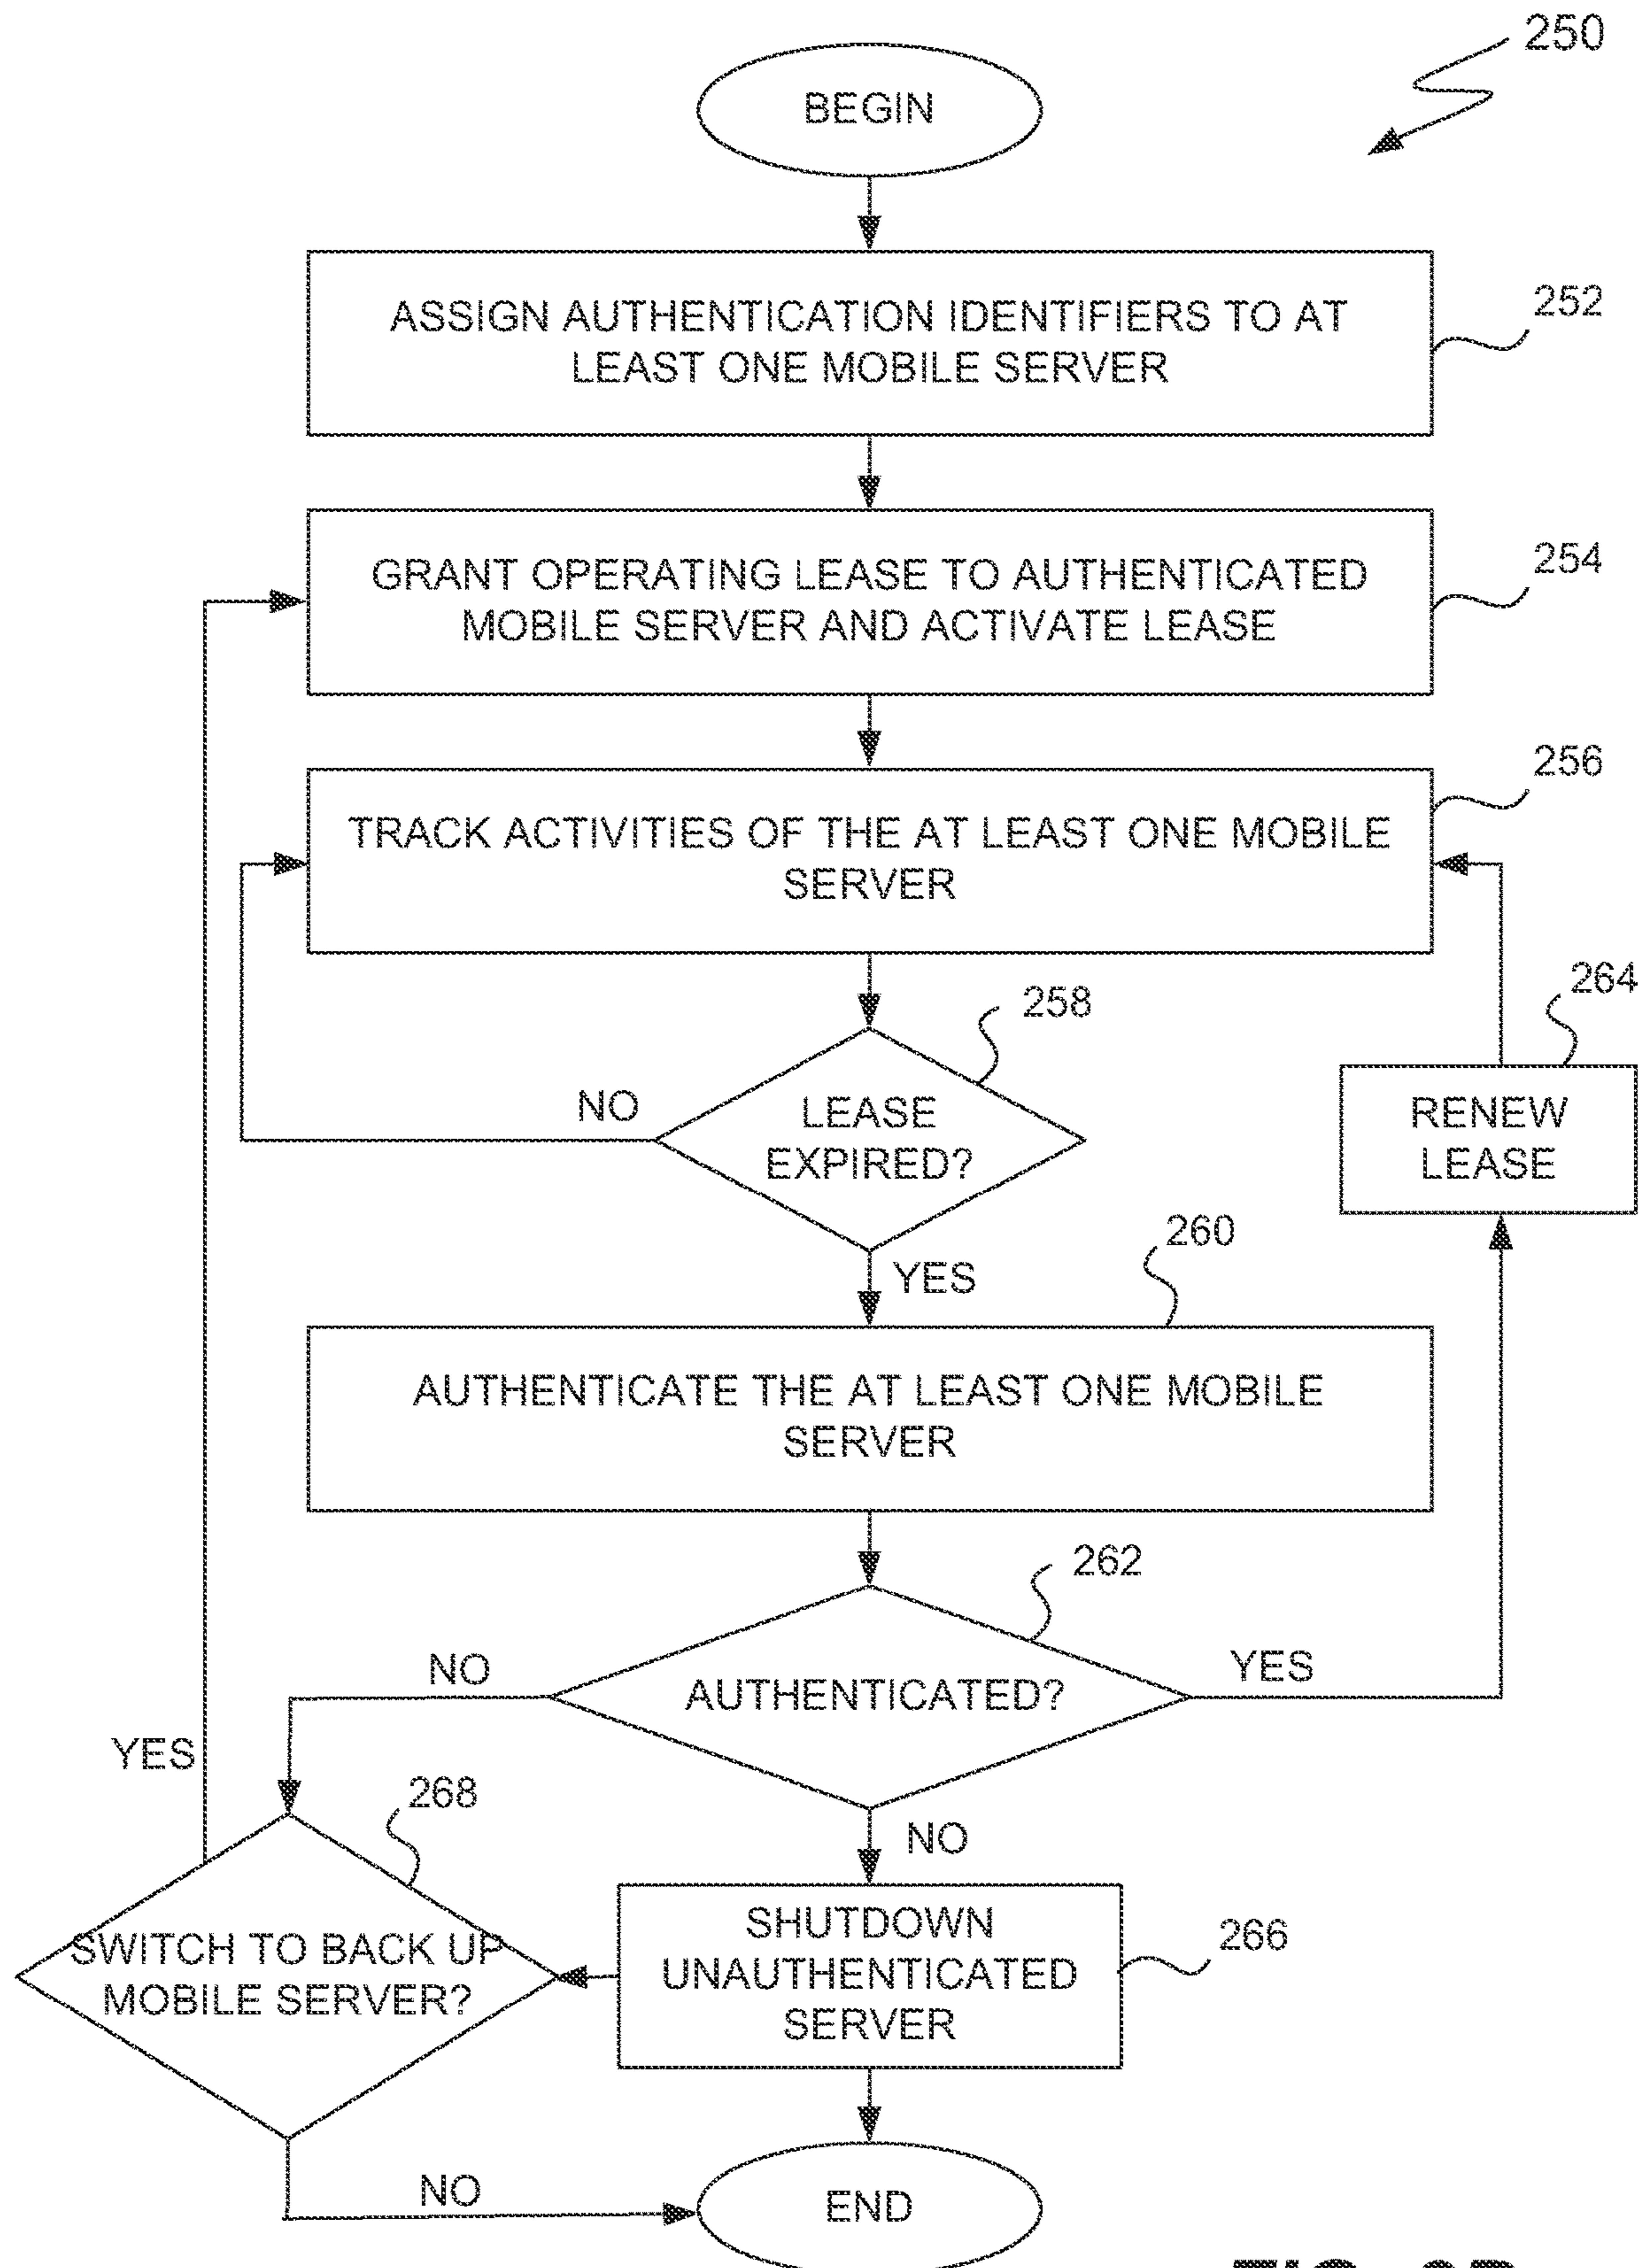 250
BEGIN
ASSIGN AUTHENTICATION IDENTIFIERS TO AT
LEAST ONE MOBILE SERVER
252
GRANT OPERATING LEASE TO AUTHENTICATED
MOBILE SERVER AND ACTIVATE LEASE
254
TRACK ACTIVITIES OF THE AT LEAST ONE MOBILE
SERVER
256
258
LEASE
EXPIRED?
NO
YES
264
RENEW
LEASE
260
AUTHENTICATE THE AT LEAST ONE MOBILE
SERVER
262
AUTHENTICATED?
NO
YES
NO
YES
268
SWITCH TO BACK UP
MOBILE SERVER?
SHUTDOWN
UNAUTHENTICATED
SERVER
266
NO
END